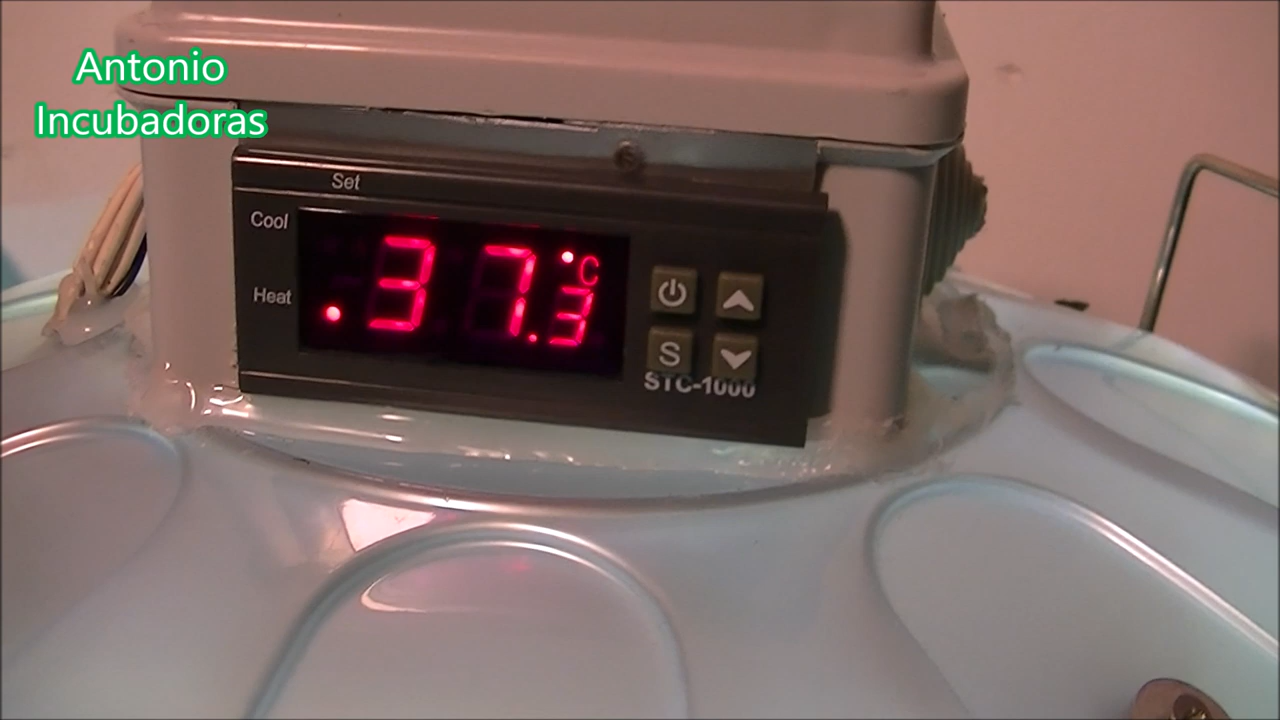 Antonio
Incubadoras
Set
Cool
Heat
37.3
°C
S
STC-1000